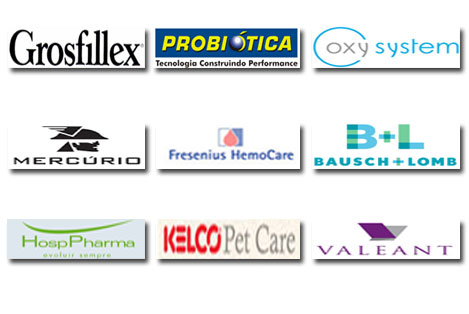 Grosfillex®
PROBIÓTICA
Tecnologia Construindo Performance
oxy system
MERCÚRIO
Fresenius HemoCare
B+L
BAUSCH+LOMB
HospPharma
evoluir sempre
KELCO Pet Care
VALEANT